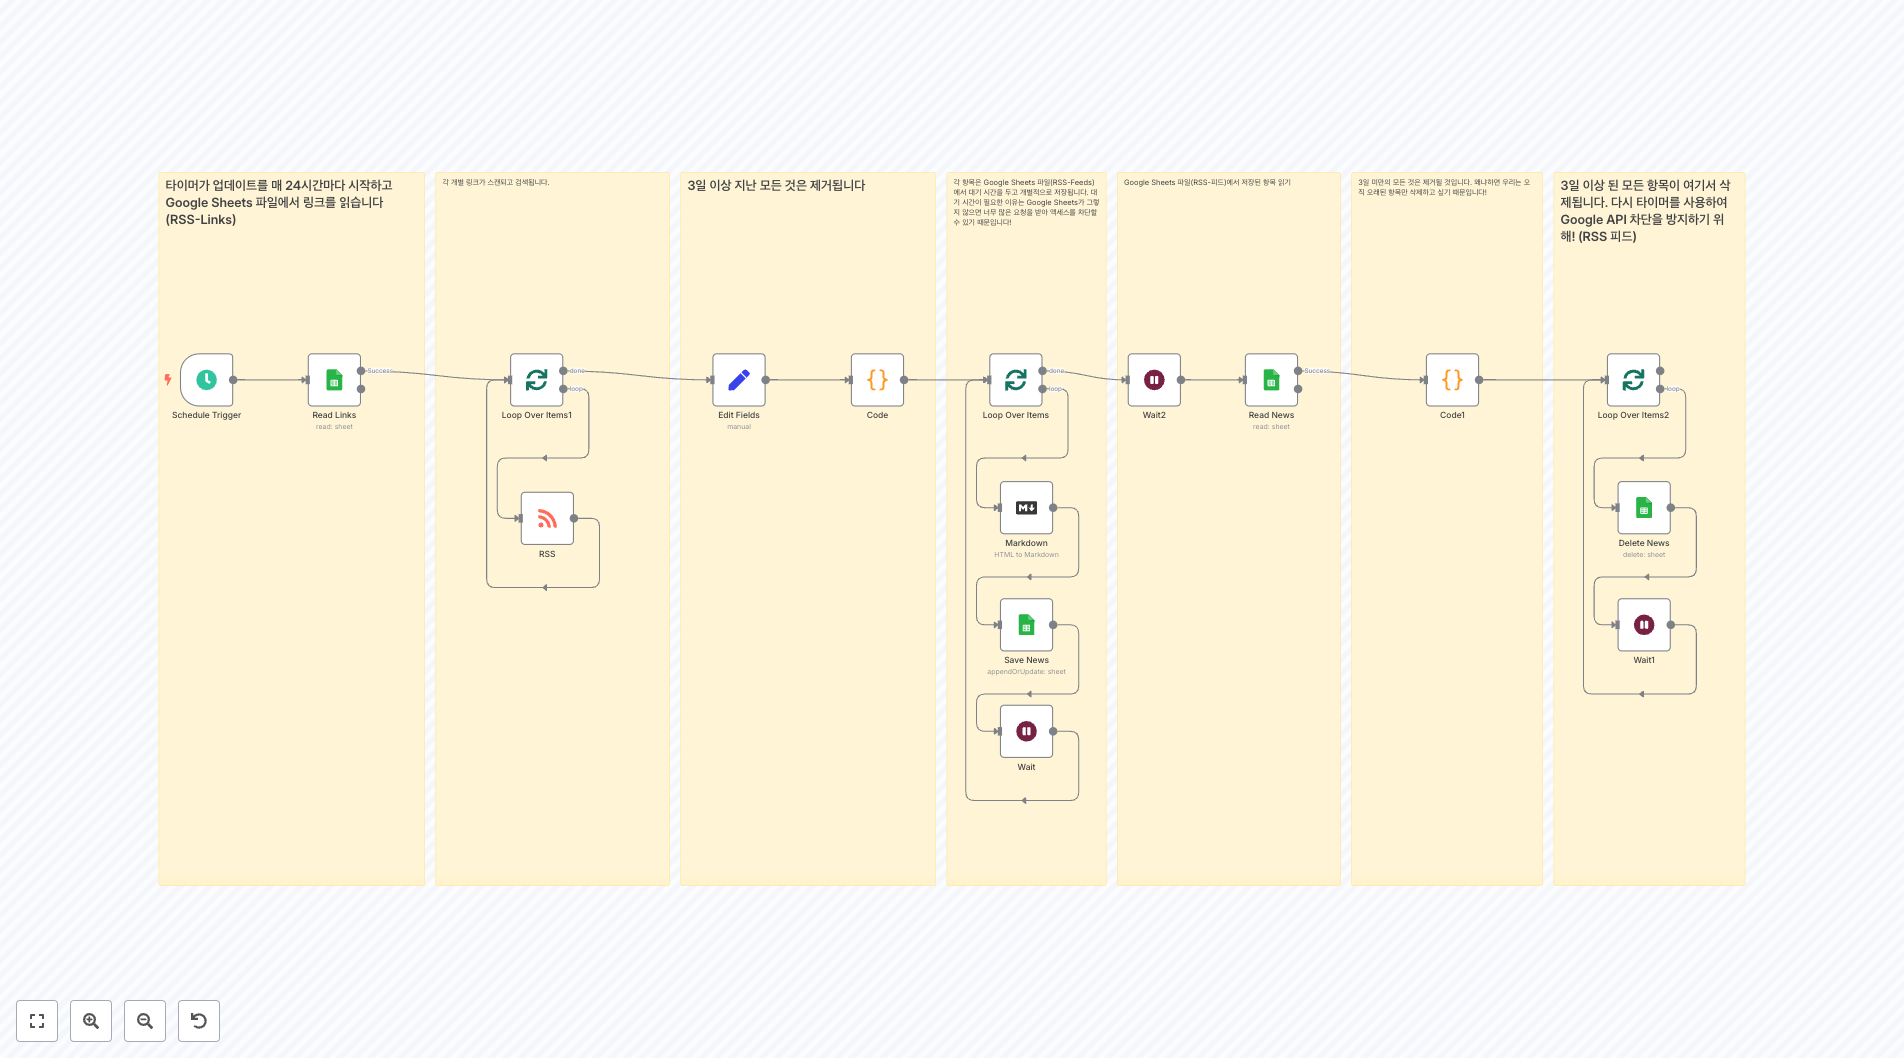 타이머가 업데이트를 매 24시간마다 시작하고
Google Sheets 파일에서 링크를 읽습니다
(RSS-Links)
각 개별 링크가 스캔되고 검색됩니다.
3일 이상 지난 모든 것은 제거됩니다
각 항목은 Google Sheets 파일(RSS-Feeds)
에서 대기 시간을 두고 개별적으로 저장됩니다. 대
기 시간이 필요한 이유는 Google Sheets가 그렇
지 않으면 너무 많은 요청을 받아 액세스를 차단할
수 있기 때문입니다!
Google Sheets 파일(RSS-피드)에서 저장된 항목 읽기
3일 미만의 모든 것은 제거될 것입니다. 왜냐하면 우리는 오
직 오래된 항목만 삭제하고 싶기 때문입니다!
3일 이상 된 모든 항목이 여기서 삭
제됩니다. 다시 타이머를 사용하여
Google API 차단을 방지하기 위
해! (RSS 피드)
Schedule Trigger
Read Links
read: sheet
Success
Loop Over Items1
done
loop
RSS
Edit Fields
manual
Code
Loop Over Items
done
loop
Markdown
HTML to Markdown
Save News
appendOrUpdate: sheet
Wait
Wait2
Read News
read: sheet
Success
Code1
Loop Over Items2
loop
Delete News
delete: sheet
Wait1